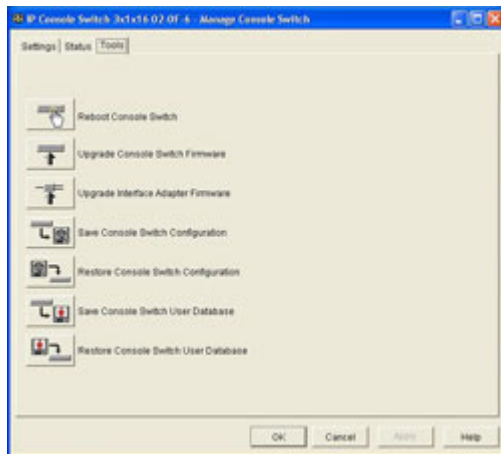 IP Console Switch 3x1x16 02-0F-6 - Manage Console Switch
Settings Status Tools
Reboot Console Switch
Upgrade Console Switch Firmware
Upgrade Interface Adapter Firmware
Save Console Switch Configuration
Restore Console Switch Configuration
Save Console Switch User Database
Restore Console Switch User Database
OK Cancel Apply Help